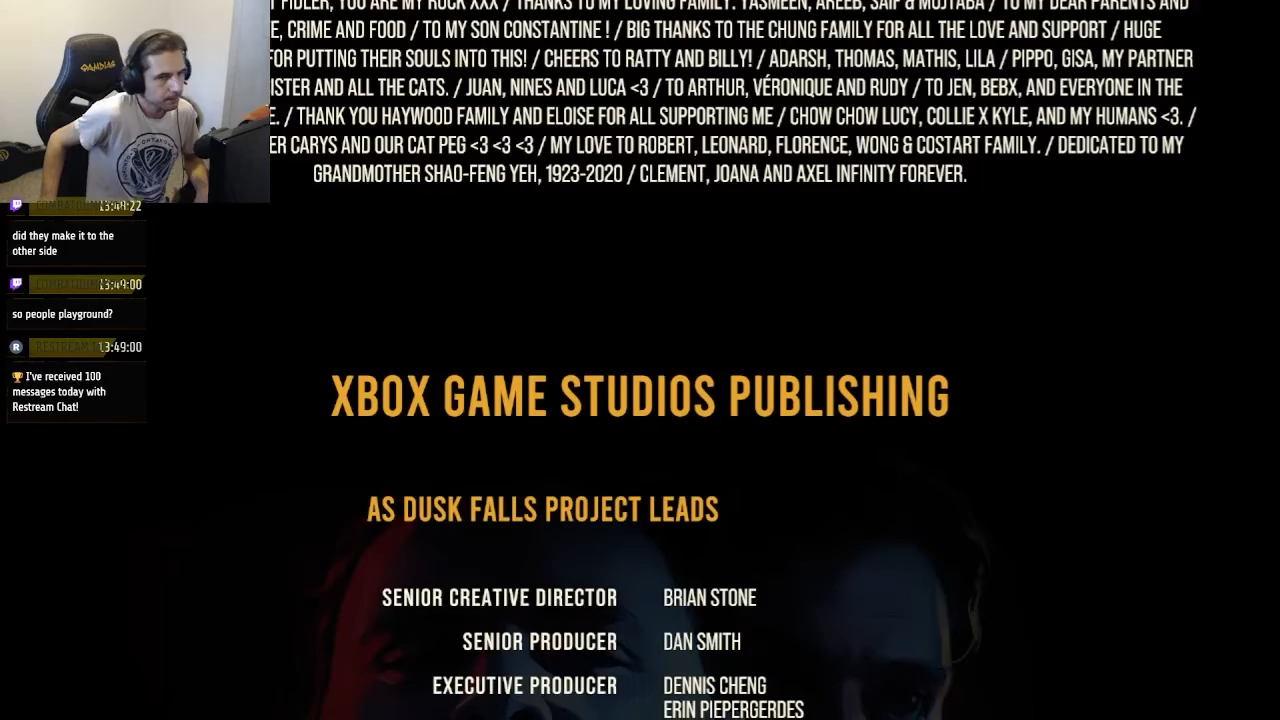 FIDLER, YOU ARE MY ROCK XXX / THANKS TO MY LOVING FAMILY: YASMEEN, AREEB, SAIF & MUJTABA / TO MY DEAR PARENTS AND
E, CRIME AND FOOD / TO MY SON CONSTANTINE ! / BIG THANKS TO THE CHUNG FAMILY FOR ALL THE LOVE AND SUPPORT / HUGE
FOR PUTTING THEIR SOULS INTO THIS! / CHEERS TO RATTY AND BILLY! / ADARSH, THOMAS, MATHIS, LILA / PIPPO, GISA, MY PARTNER
ISTER AND ALL THE CATS. / JUAN, NINES AND LUCA <3 / TO ARTHUR, VÉRONIQUE AND RUDY / TO JEN, BEBX, AND EVERYONE IN THE
E. / THANK YOU HAYWOOD FAMILY AND ELOISE FOR ALL SUPPORTING ME / CHOW CHOW LUCY, COLLIE X KYLE, AND MY HUMANS <3. /
ER CARYS AND OUR CAT PEG <3 <3 <3 / MY LOVE TO ROBERT, LEONARD, FLORENCE, WONG & COSTART FAMILY. / DEDICATED TO MY
GRANDMOTHER SHAO-FENG YEH, 1923-2020 / CLEMENT, JOANA AND AXEL INFINITY FOREVER.
GAMDIAS
13:48:22
did they make it to the
other side
13:49:00
so people playground?
RESTREAM 13:49:00
🏆 I've received 100
messages today with
Restream Chat!
XBOX GAME STUDIOS PUBLISHING
AS DUSK FALLS PROJECT LEADS
SENIOR CREATIVE DIRECTOR BRIAN STONE
SENIOR PRODUCER DAN SMITH
EXECUTIVE PRODUCER DENNIS CHENG
ERIN PIEPERGERDES